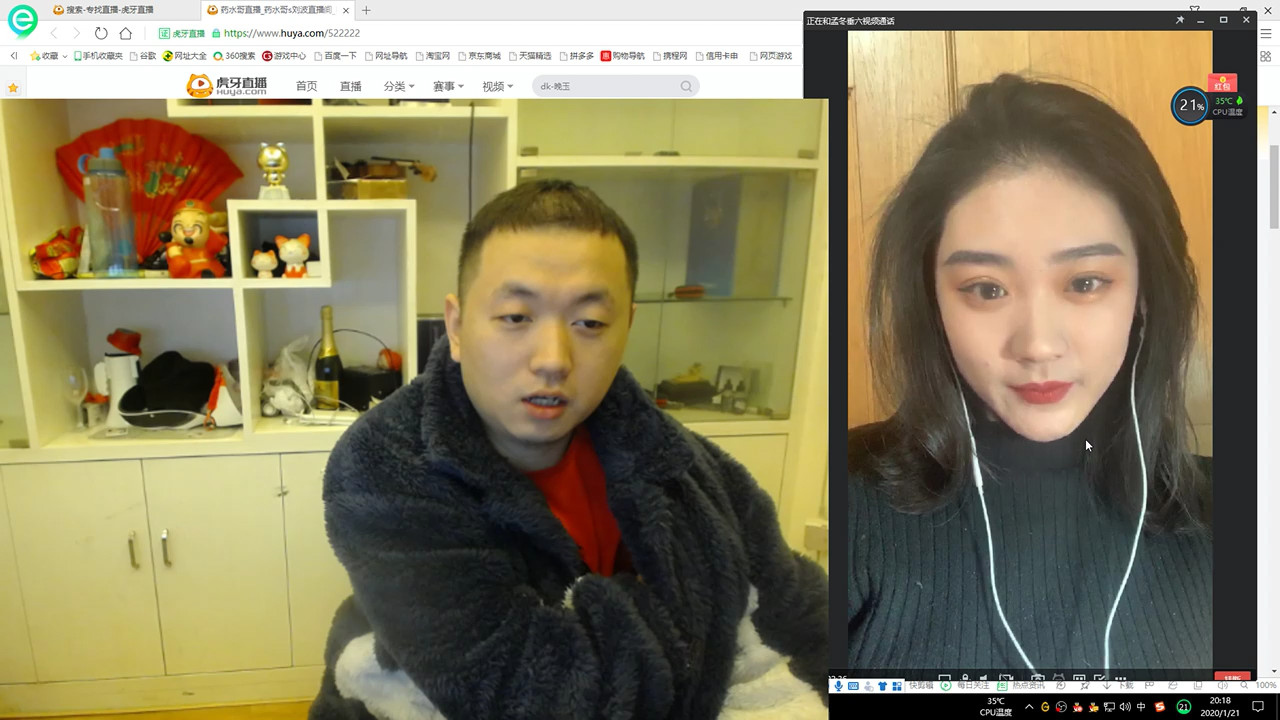 搜索-专找直播-虎牙直播
药水哥直播_药水哥s刘波直播间_
正在和孟冬垂六视频通话
虎牙直播
https://www.huya.com/522222
收藏
手机收藏夹
谷歌
网址大全
360搜索
游戏中心
百度一下
网址导航
淘宝网
京东商城
天猫精选
拼多多
购物导航
携程网
信用卡申
网页游戏
虎牙直播
HUYA.COM
首页
直播
分类
赛事
视频
dk-晚玉
红包
21%
35℃
CPU温度
快剪辑
每日关注
热点资讯
下载
100%
35℃
CPU温度
中
21
20:18
2020/1/21